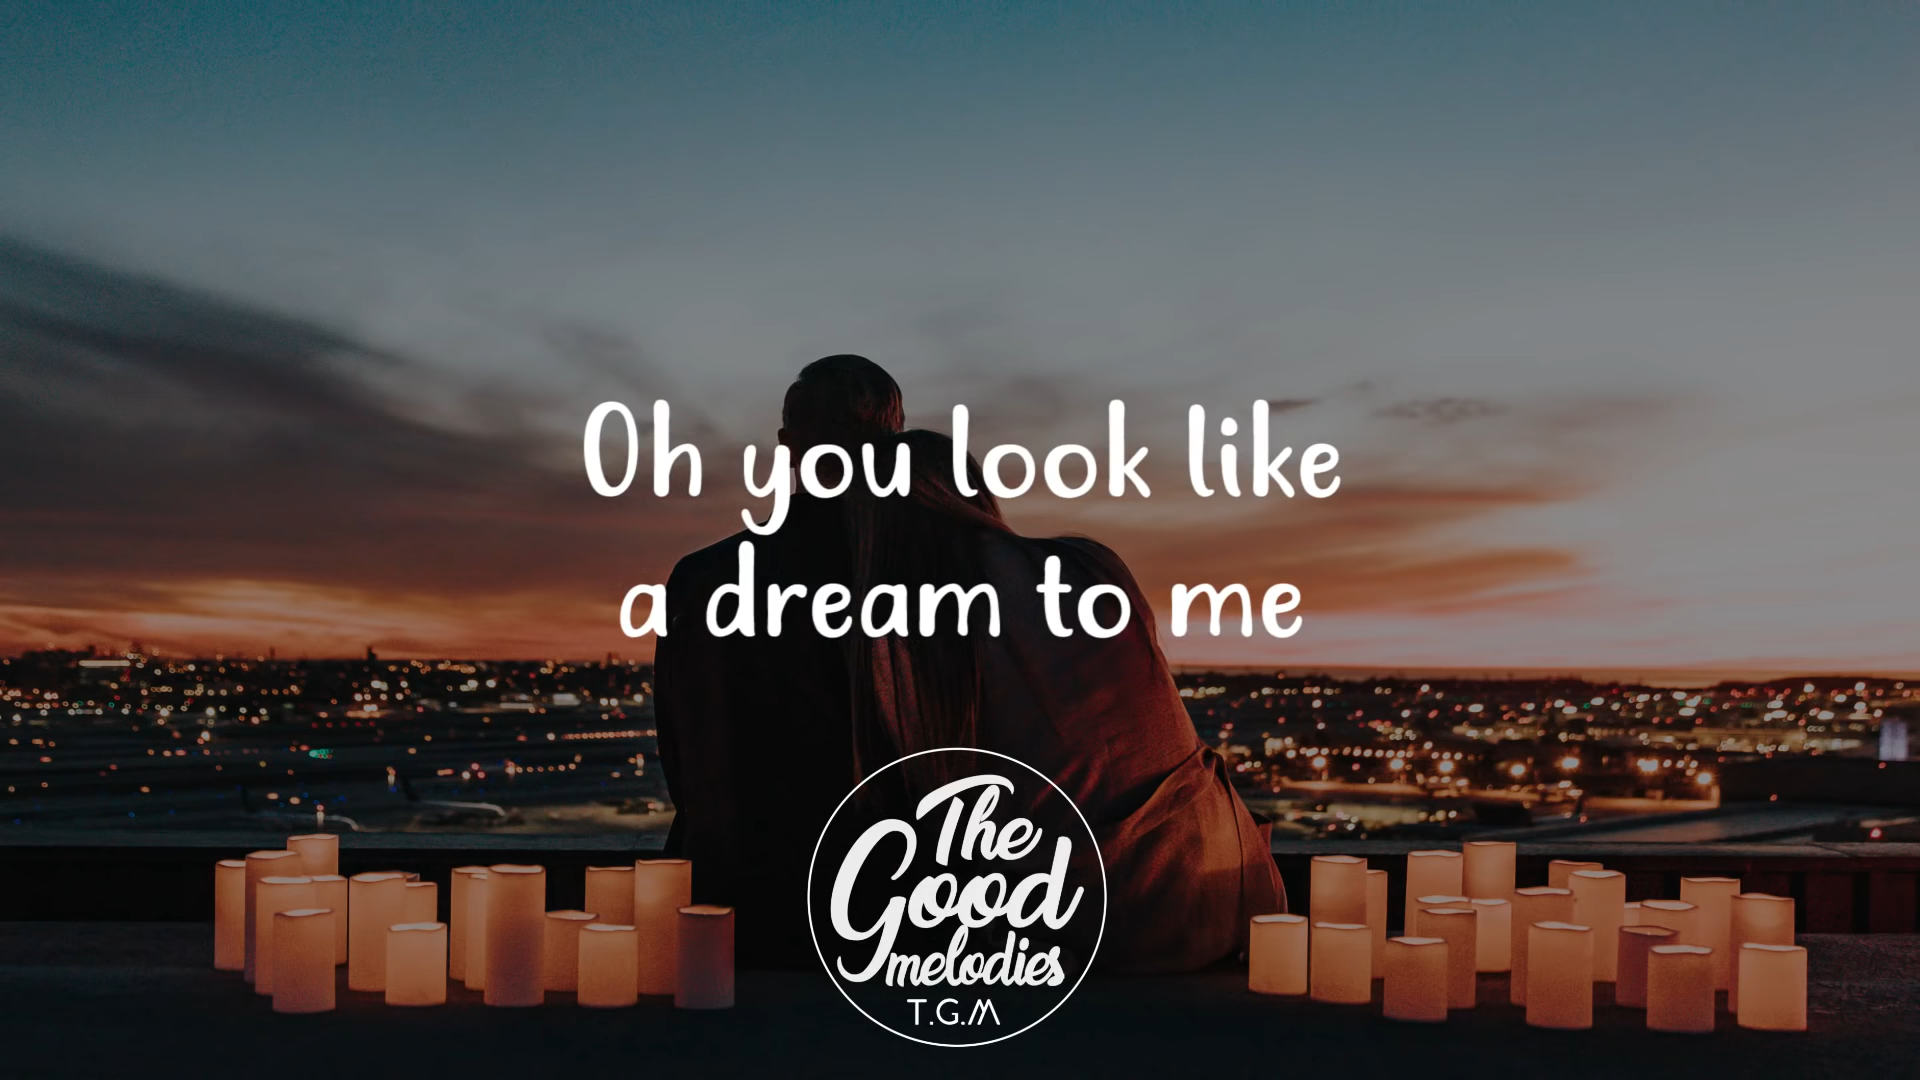 Oh you look like
a dream to me
The
Good
melodies
T.G.M